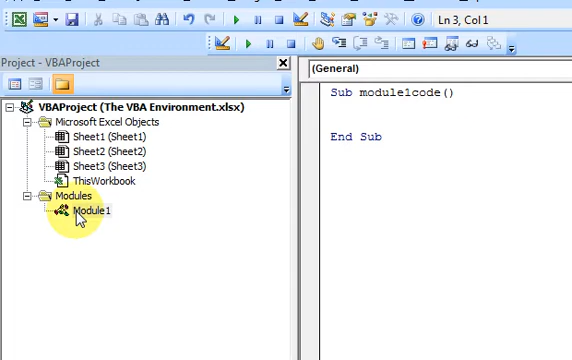 Ln 3, Col 1
Project - VBAProject
(General)
VBAProject (The VBA Environment.xlsx)
Microsoft Excel Objects
Sheet1 (Sheet1)
Sheet2 (Sheet2)
Sheet3 (Sheet3)
ThisWorkbook
Modules
Module1
Sub module1code()
End Sub